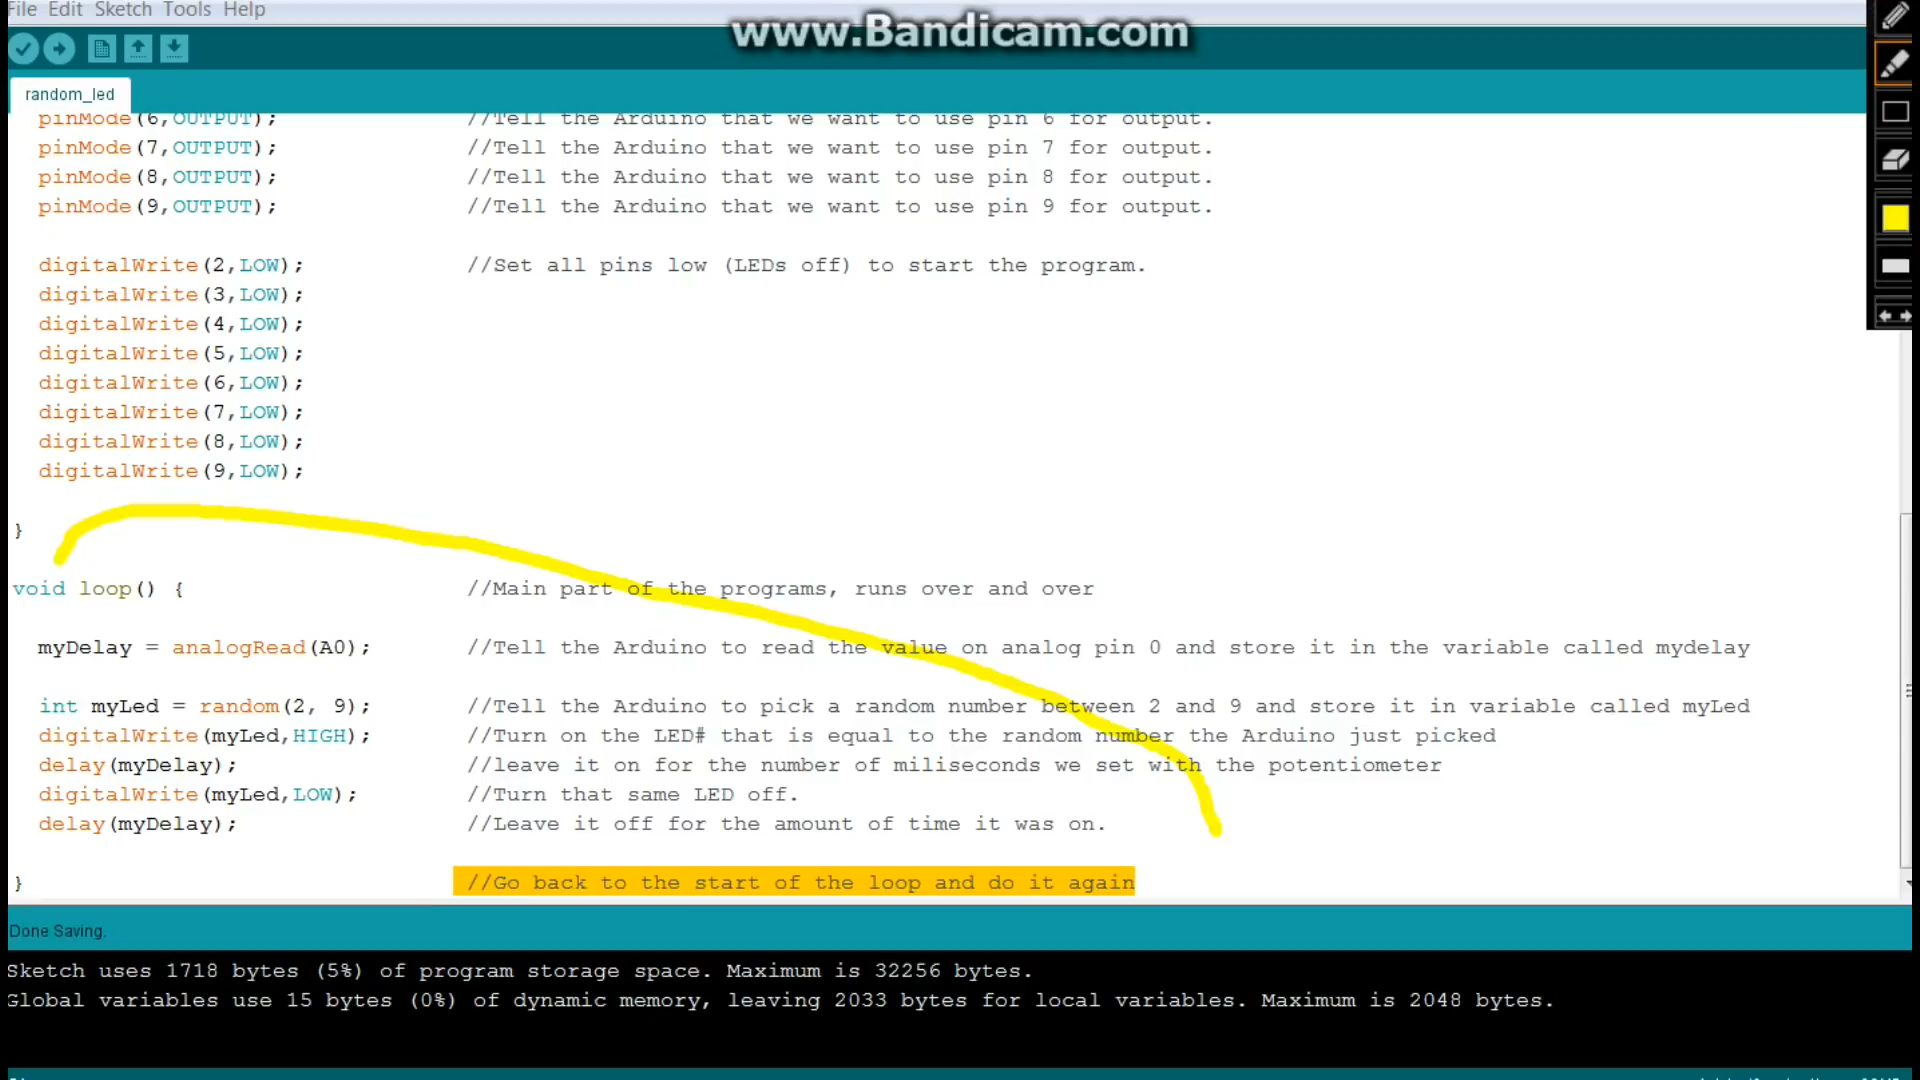 File Edit Sketch Tools Help
www.Bandicam.com
random_led
pinMode(6,OUTPUT); //Tell the Arduino that we want to use pin 6 for output.
pinMode(7,OUTPUT); //Tell the Arduino that we want to use pin 7 for output.
pinMode(8,OUTPUT); //Tell the Arduino that we want to use pin 8 for output.
pinMode(9,OUTPUT); //Tell the Arduino that we want to use pin 9 for output.
digitalWrite(2,LOW); //Set all pins low (LEDs off) to start the program.
digitalWrite(3,LOW);
digitalWrite(4,LOW);
digitalWrite(5,LOW);
digitalWrite(6,LOW);
digitalWrite(7,LOW);
digitalWrite(8,LOW);
digitalWrite(9,LOW);
}
void loop() { //Main part of the programs, runs over and over
myDelay = analogRead(A0); //Tell the Arduino to read the value on analog pin 0 and store it in the variable called mydelay
int myLed = random(2, 9); //Tell the Arduino to pick a random number between 2 and 9 and store it in variable called myLed
digitalWrite(myLed,HIGH); //Turn on the LED# that is equal to the random number the Arduino just picked
delay(myDelay); //leave it on for the number of miliseconds we set with the potentiometer
digitalWrite(myLed,LOW); //Turn that same LED off.
delay(myDelay); //Leave it off for the amount of time it was on.
} //Go back to the start of the loop and do it again
Done Saving.
Sketch uses 1718 bytes (5%) of program storage space. Maximum is 32256 bytes.
Global variables use 15 bytes (0%) of dynamic memory, leaving 2033 bytes for local variables. Maximum is 2048 bytes.